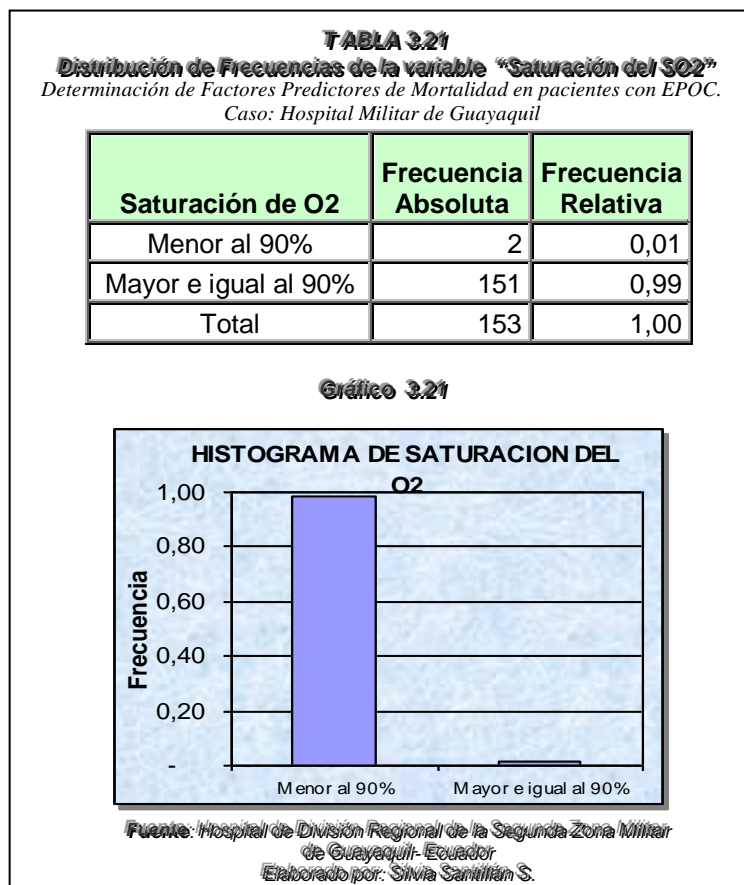 TABLA 3.21
Distribución de Frecuencias de la variable “Saturación del SO2”
Determinación de Factores Predictores de Mortalidad en pacientes con EPOC.
Caso: Hospital Militar de Guayaquil
Saturación de O2 Frecuencia Absoluta Frecuencia Relativa
Menor al 90% 2 0,01
Mayor e igual al 90% 151 0,99
Total 153 1,00
Gráfico 3.21
HISTOGRAMA DE SATURACION DEL
O2
1,00
0,80
0,60
0,40
0,20
-
Frecuencia
Menor al 90% Mayor e igual al 90%
Fuente: Hospital de División Regional de la Segunda Zona Militar
de Guayaquil- Ecuador
Elaborado por: Silvia Santillán S.